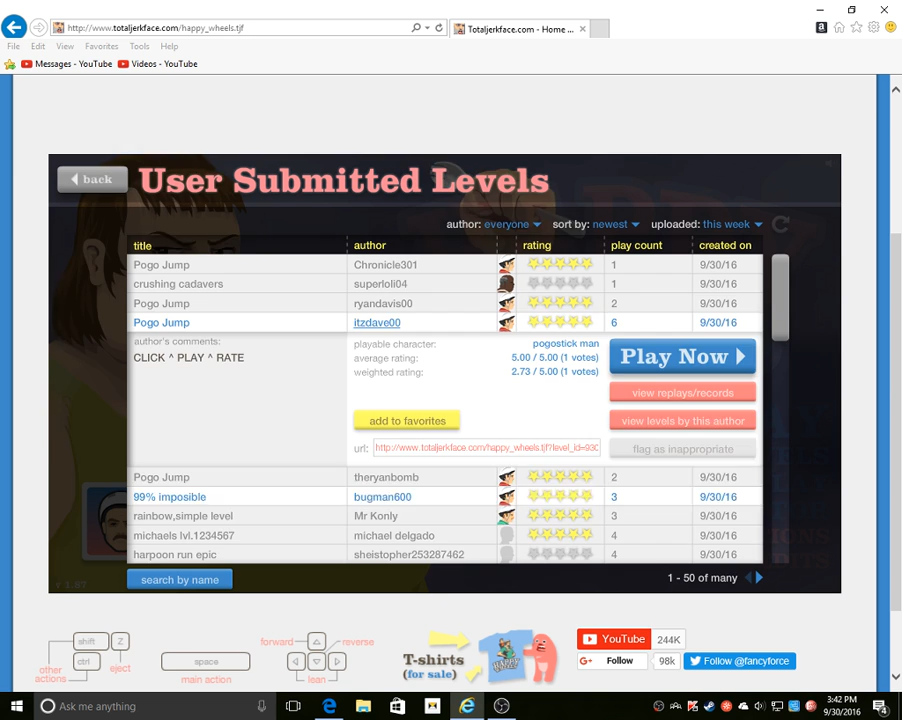 http://www.totaljerkface.com/happy_wheels.tjf
Totaljerkface.com - Home ...
File Edit View Favorites Tools Help
Messages - YouTube Videos - YouTube
back
User Submitted Levels
author: everyone sort by: newest uploaded: this week
title author rating play count created on
Pogo Jump Chronicle301 1 9/30/16
crushing cadavers superloli04 1 9/30/16
Pogo Jump ryandavis00 2 9/30/16
Pogo Jump itzdave00 6 9/30/16
author's comments:
CLICK ^ PLAY ^ RATE
playable character: pogostick man
average rating: 5.00 / 5.00 (1 votes)
weighted rating: 2.73 / 5.00 (1 votes)
Play Now
view replays/records
add to favorites
view levels by this author
url: http://www.totaljerkface.com/happy_wheels.tjf?level_id=930
flag as inappropriate
Pogo Jump theryanbomb 2 9/30/16
99% imposible bugman600 3 9/30/16
rainbow,simple level Mr Konly 3 9/30/16
michaels lvl.1234567 michael delgado 4 9/30/16
harpoon run epic sheistopher253287462 4 9/30/16
search by name
1 - 50 of many
v 1.87
shift Z
ctrl
other actions
eject
space
main action
forward
reverse
lean
T-shirts
(for sale)
HAPPY WHEELS
YouTube 244K
G+ Follow 98k
Follow @fancyforce
Ask me anything
3:42 PM
9/30/2016
4